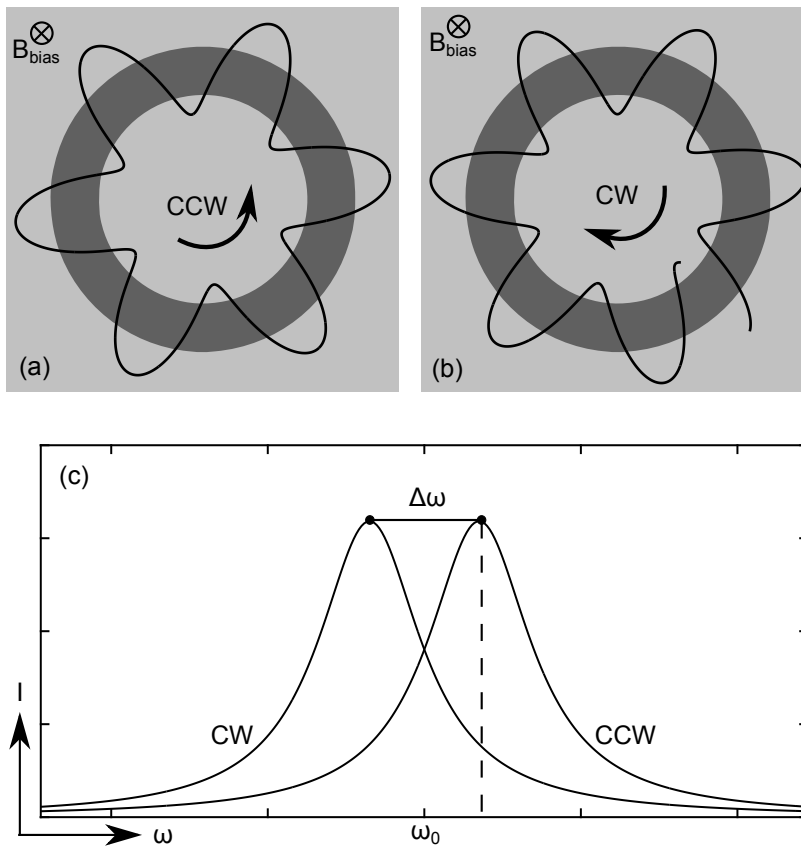 B_bias
CCW
(a)
B_bias
CW
(b)
(c)
Δω
CW
CCW
I
ω
ω₀